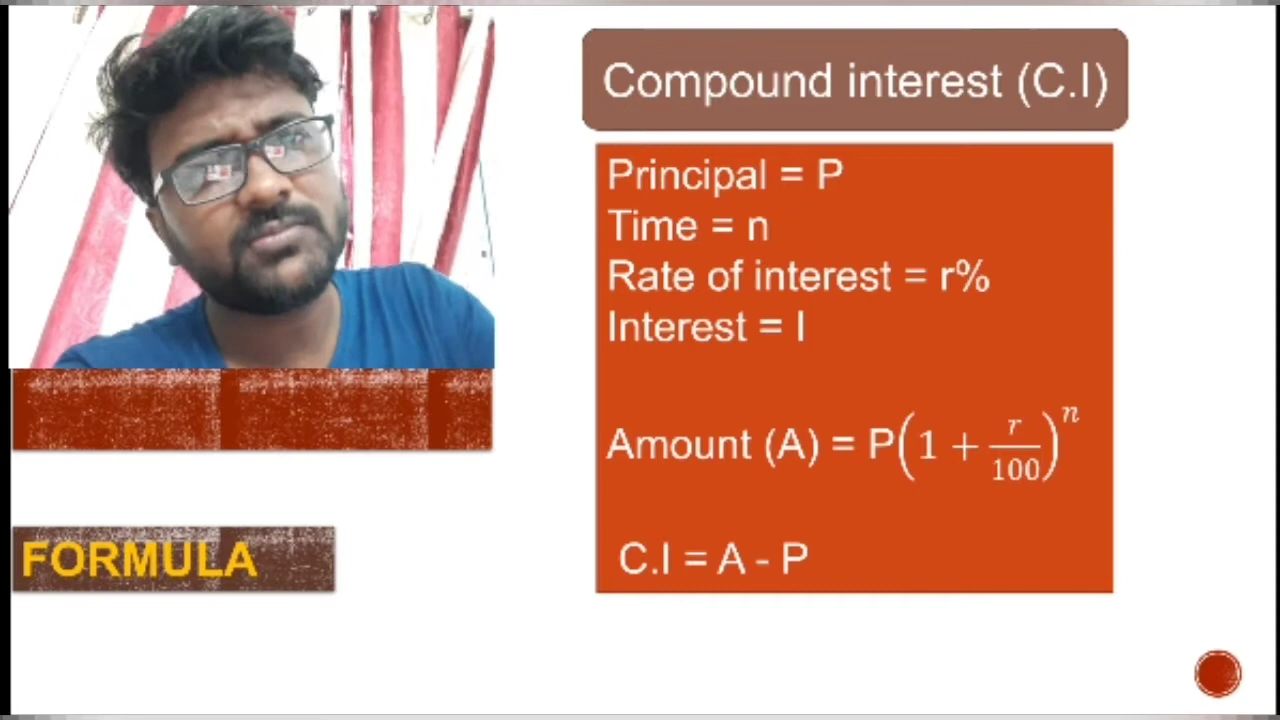 Compound interest (C.I)
Principal = P
Time = n
Rate of interest = r%
Interest = I
Amount (A) = P(1 + r/100)^n
C.I = A - P
FORMULA